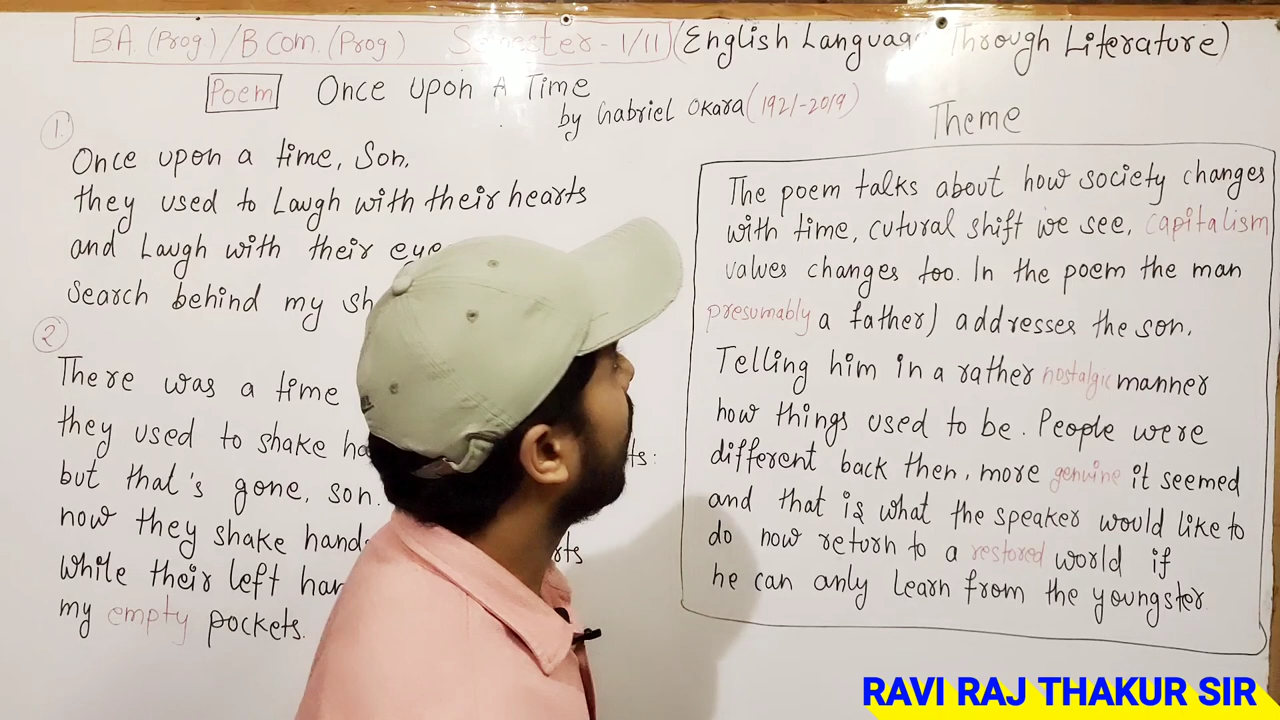 BA. (Prog) / B Com. (Prog) Semester - I/II (English Language Through Literature)
Poem Once upon A Time
by Gabriel Okara (1921-2019)
1.
Once upon a time, Son,
they used to Laugh with their hearts
and Laugh with their eye
Search behind my sh
2
There was a time
they used to shake ha ts:
but that's gone, son.
now they shake hand rts
while their left han
my empty pockets.
Theme
The poem talks about how society changes
with time, cutural shift we see, capitalism
values changes too. In the poem the man
presumably a father) addresses the son.
Telling him in a rather nostalgic manner
how things used to be. People were
different back then, more genuine it seemed
and that is what the speaker would like to
do now return to a restored world if
he can only learn from the youngster.
RAVI RAJ THAKUR SIR